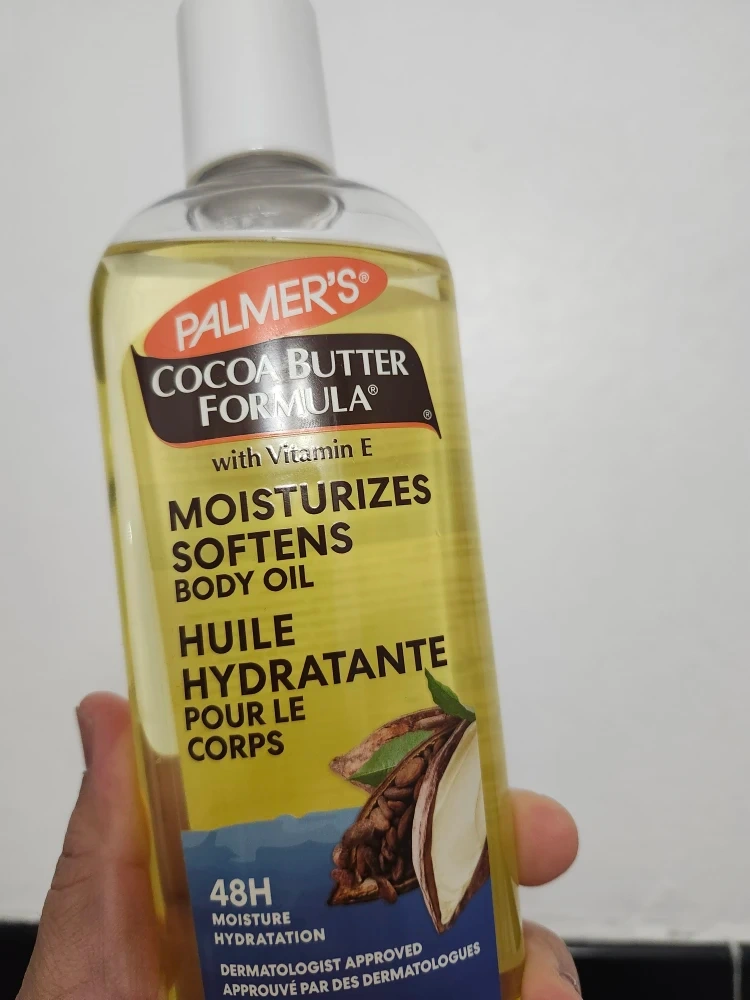 PALMER'S®
COCOA BUTTER
FORMULA®
®
with Vitamin E
MOISTURIZES
SOFTENS
BODY OIL
HUILE
HYDRATANTE
POUR LE
CORPS
48H
MOISTURE
HYDRATATION
DERMATOLOGIST APPROVED
APPROUVÉ PAR DES DERMATOLOGUES